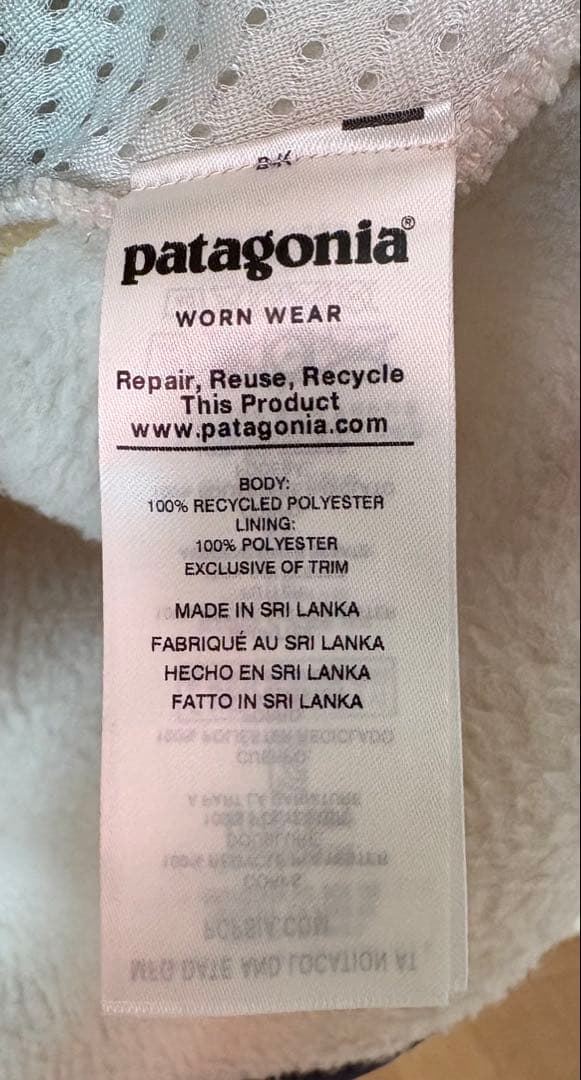 patagonia®
WORN WEAR
Repair, Reuse, Recycle
This Product
www.patagonia.com
BODY:
100% RECYCLED POLYESTER
LINING:
100% POLYESTER
EXCLUSIVE OF TRIM
MADE IN SRI LANKA
FABRIQUÉ AU SRI LANKA
HECHO EN SRI LANKA
FATTO IN SRI LANKA